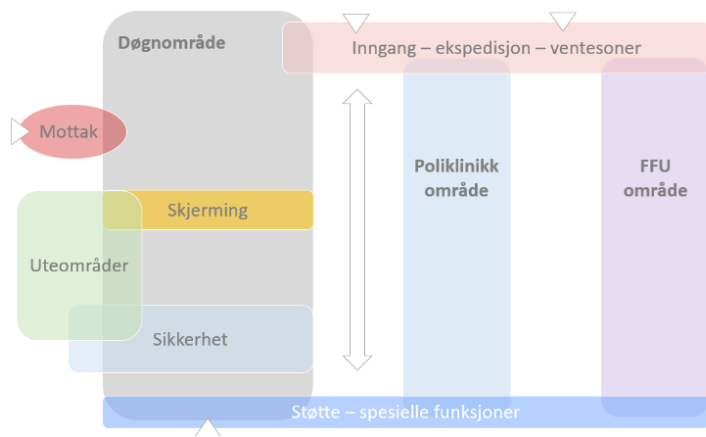 Døgnområde
Inngang – ekspedisjon – ventesoner
Mottak
Poliklinikk
område
FFU
område
Skjerming
Uteområder
Sikkerhet
Støtte – spesielle funksjoner